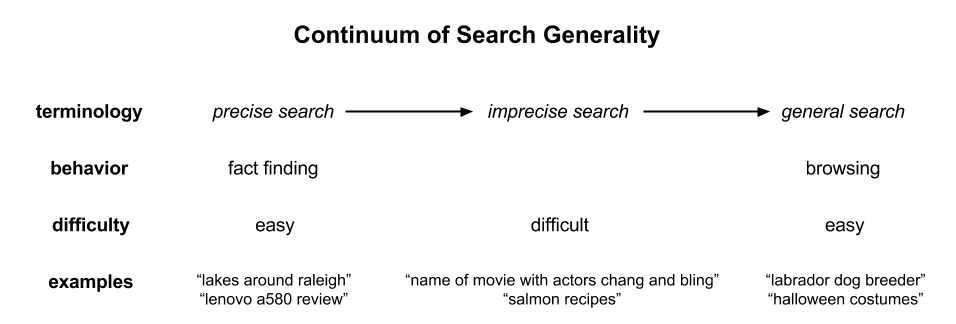 Continuum of Search Generality
terminology precise search imprecise search general search
behavior fact finding browsing
difficulty easy difficult easy
examples “lakes around raleigh” “name of movie with actors chang and bling” “labrador dog breeder”
“lenovo a580 review” “salmon recipes” “halloween costumes”